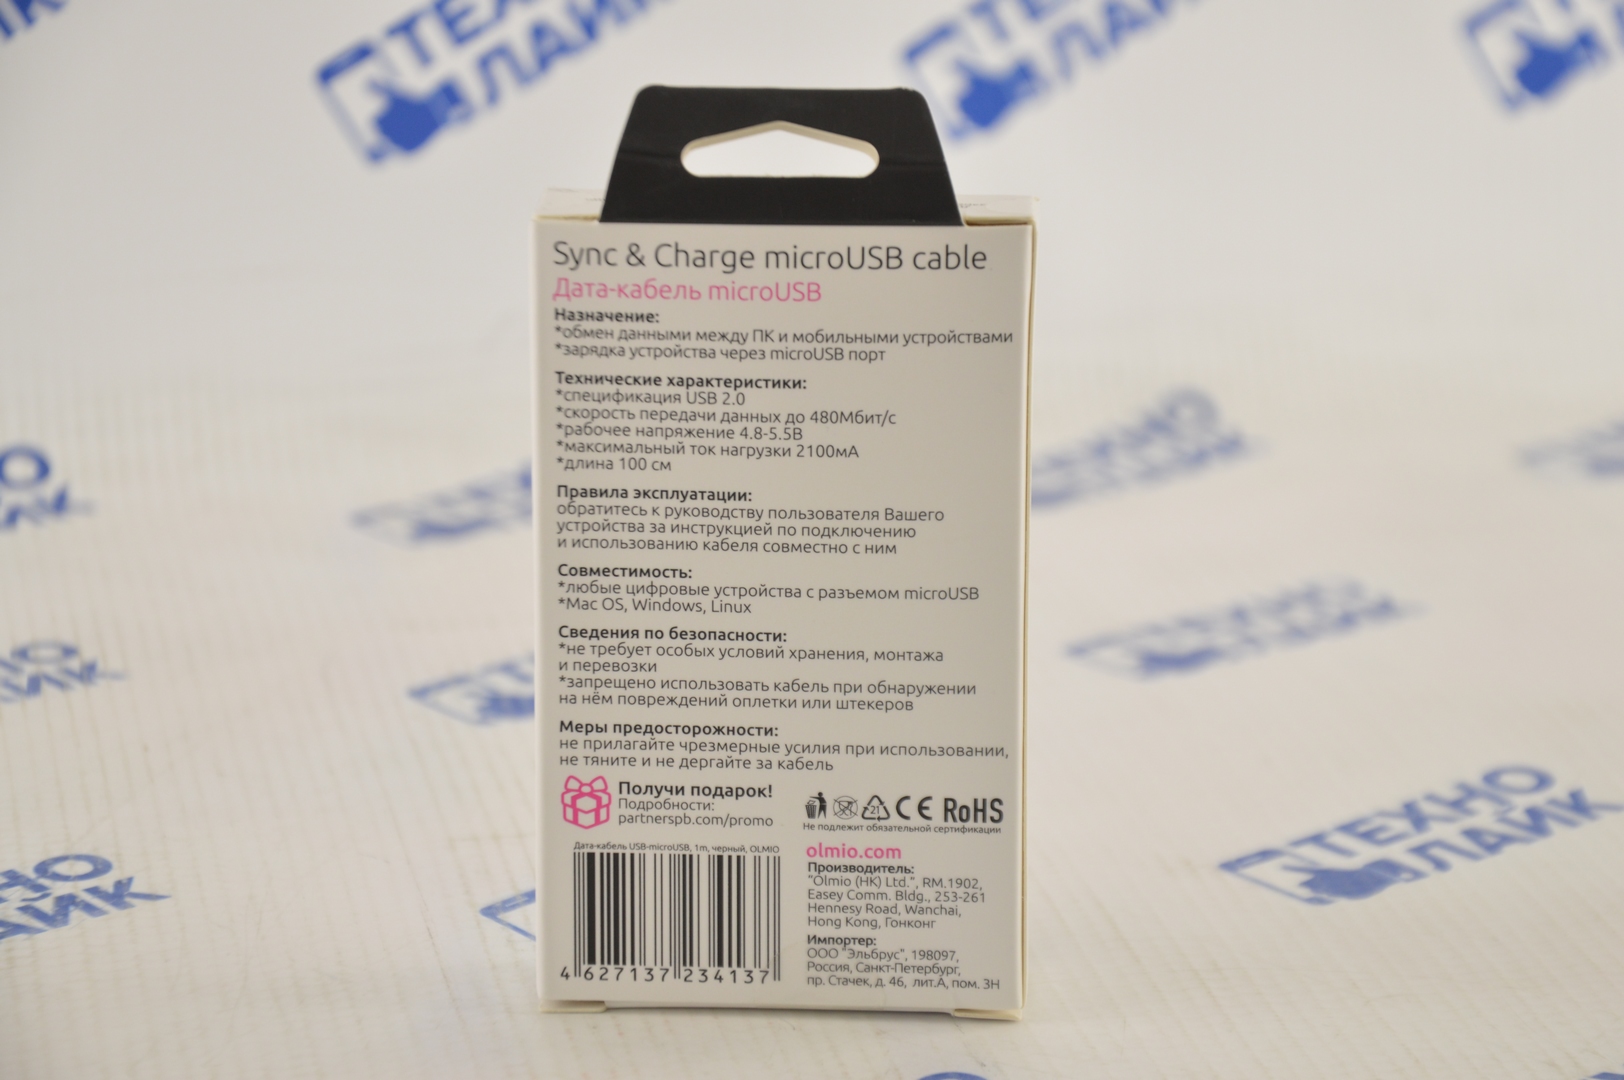 Sync & Charge microUSB cable
Дата-кабель microUSB
Назначение:
*обмен данными между ПК и мобильными устройствами
*зарядка устройства через microUSB порт
Технические характеристики:
*спецификация USB 2.0
*скорость передачи данных до 480Мбит/с
*рабочее напряжение 4.8-5.5В
*максимальный ток нагрузки 2100мА
*длина 100 см
Правила эксплуатации:
обратитесь к руководству пользователя Вашего
устройства за инструкцией по подключению
и использованию кабеля совместно с ним
Совместимость:
*любые цифровые устройства с разъемом microUSB
*Mac OS, Windows, Linux
Сведения по безопасности:
*не требует особых условий хранения, монтажа
и перевозки
*запрещено использовать кабель при обнаружении
на нём повреждений оплетки или штекеров
Меры предосторожности:
не прилагайте чрезмерные усилия при использовании,
не тяните и не дергайте за кабель
Получи подарок!
Подробности:
partnerspb.com/promo
21 CE RoHS
Не подлежит обязательной сертификации
Дата-кабель USB-microUSB, 1m, черный, OLMIO
4 627137 234137
olmio.com
Производитель:
"Olmio (HK) Ltd.", RM.1902,
Easey Comm. Bldg., 253-261
Hennesy Road, Wanchai,
Hong Kong, Гонконг
Импортер:
ООО "Эльбрус", 198097,
Россия, Санкт-Петербург,
пр. Стачек, д. 46, лит.А, пом. 3Н
ТЕХНО
ЛАЙК